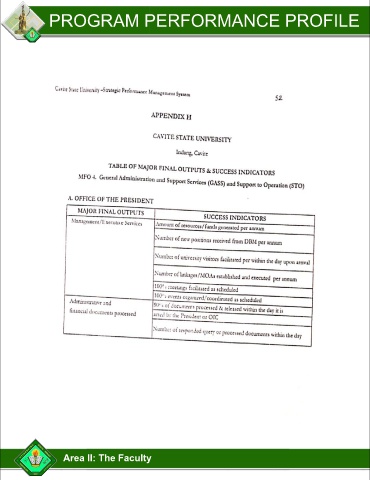 PROGRAM PERFORMANCE PROFILE
Cavite State University -Strategic Performance Management System
52
APPENDIX H
CAVITE STATE UNIVERSITY
Indang, Cavite
TABLE OF MAJOR FINAL OUTPUTS & SUCCESS INDICATORS
MFO 4. General Administration and Support Services (GASS) and Support to Operation (STO)
A. OFFICE OF THE PRESIDENT
MAJOR FINAL OUTPUTS
SUCCESS INDICATORS
Management/Executive Services
Amount of resources/funds generated per annum
Number of new positions received from DBM per annum
Number of university visitors facilitated per within the day upon arrival
Number of linkages/MOAs established and executed per annum
100% meetings facilitated as scheduled
100% events organized/coordinated as scheduled
Administrative and
financial documents processed
of documents processed & released within the day it is
by the President or OIC
Number of responded query or processed documents within the day
Area II: The Faculty